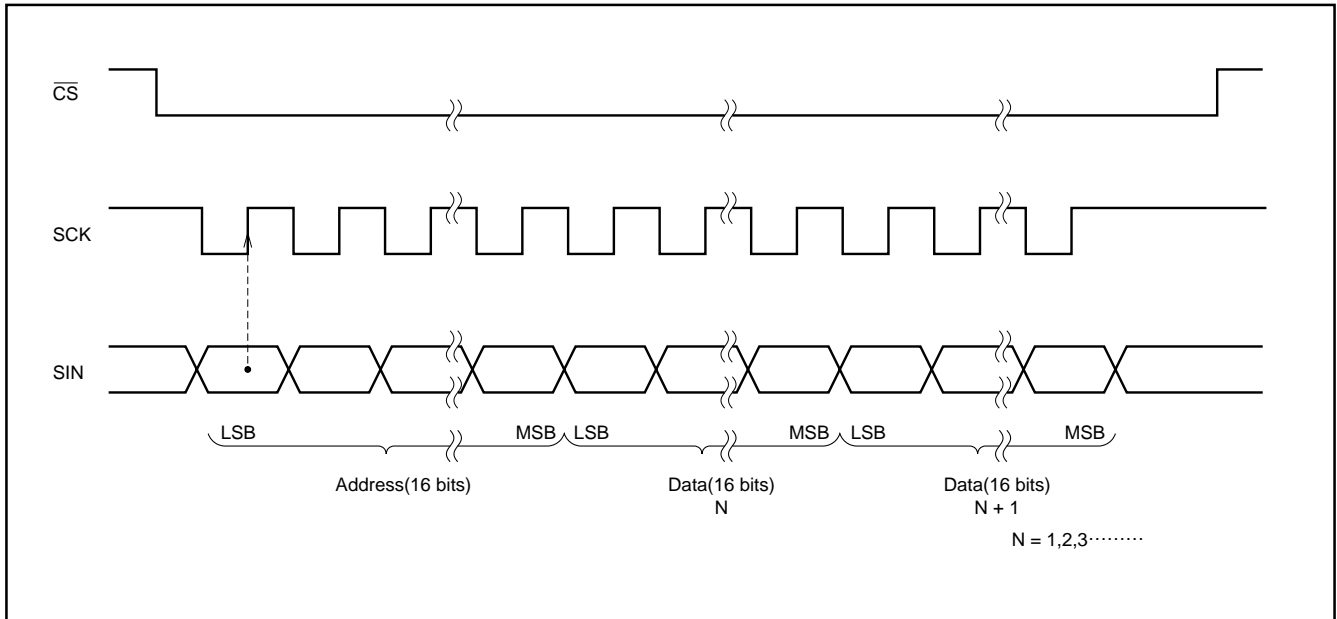 C̅S̅
SCK
SIN
LSB MSB LSB MSB LSB MSB
Address(16 bits) Data(16 bits) Data(16 bits)
N N + 1
N = 1,2,3·········